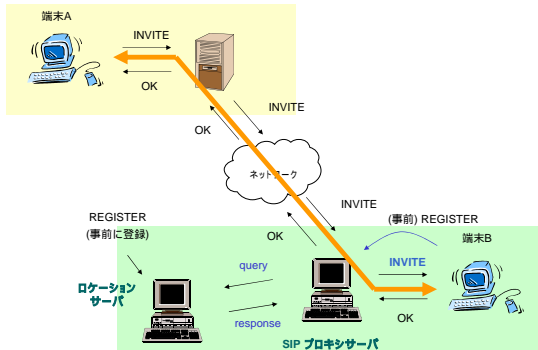 端末A
INVITE
OK
INVITE
OK
ネットワーク
INVITE
OK
REGISTER
(事前に登録)
(事前) REGISTER
端末B
query
INVITE
ロケーション
サーバ
response
OK
SIP プロキシサーバ